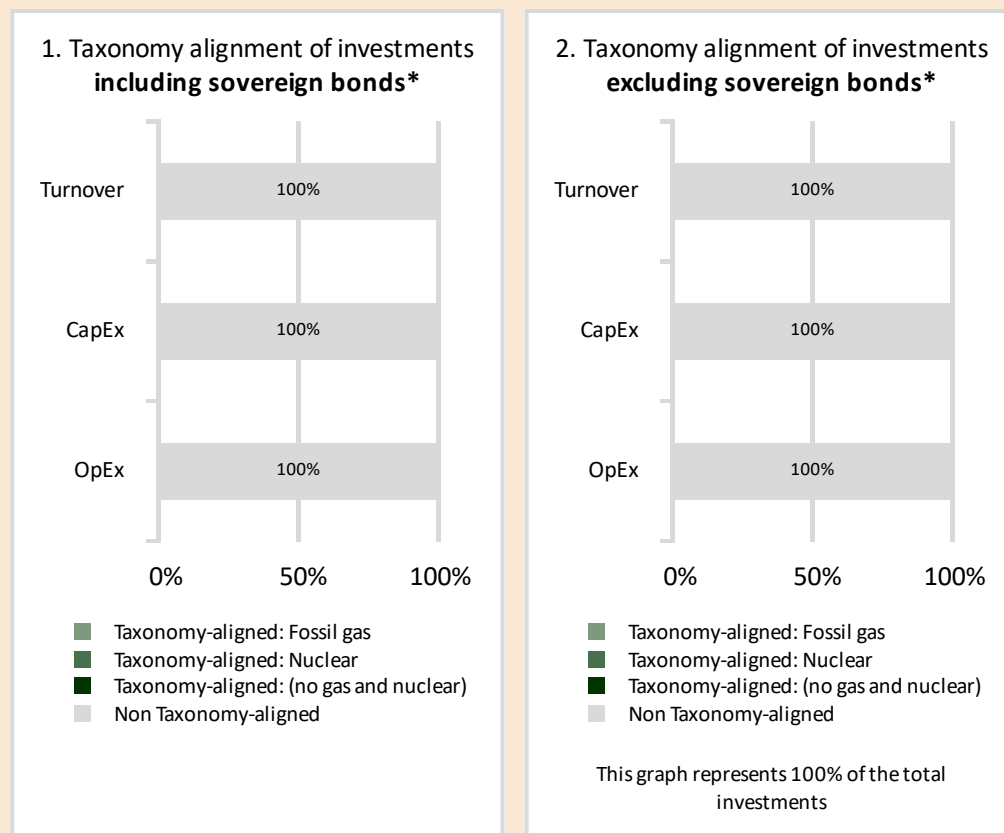 1. Taxonomy alignment of investments
including sovereign bonds*
Turnover
100%
CapEx
100%
OpEx
100%
0% 50% 100%
Taxonomy-aligned: Fossil gas
Taxonomy-aligned: Nuclear
Taxonomy-aligned: (no gas and nuclear)
Non Taxonomy-aligned
2. Taxonomy alignment of investments
excluding sovereign bonds*
Turnover
100%
CapEx
100%
OpEx
100%
0% 50% 100%
Taxonomy-aligned: Fossil gas
Taxonomy-aligned: Nuclear
Taxonomy-aligned: (no gas and nuclear)
Non Taxonomy-aligned
This graph represents 100% of the total
investments